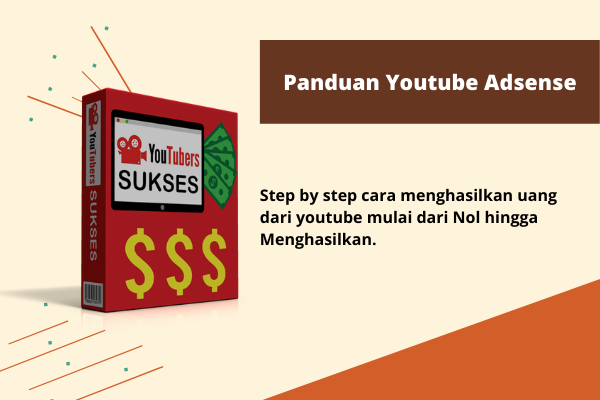 Panduan Youtube Adsense
YouTubers
SUKSES
YouTubers
SUKSES
$ $ $
Step by step cara menghasilkan uang
dari youtube mulai dari Nol hingga
Menghasilkan.